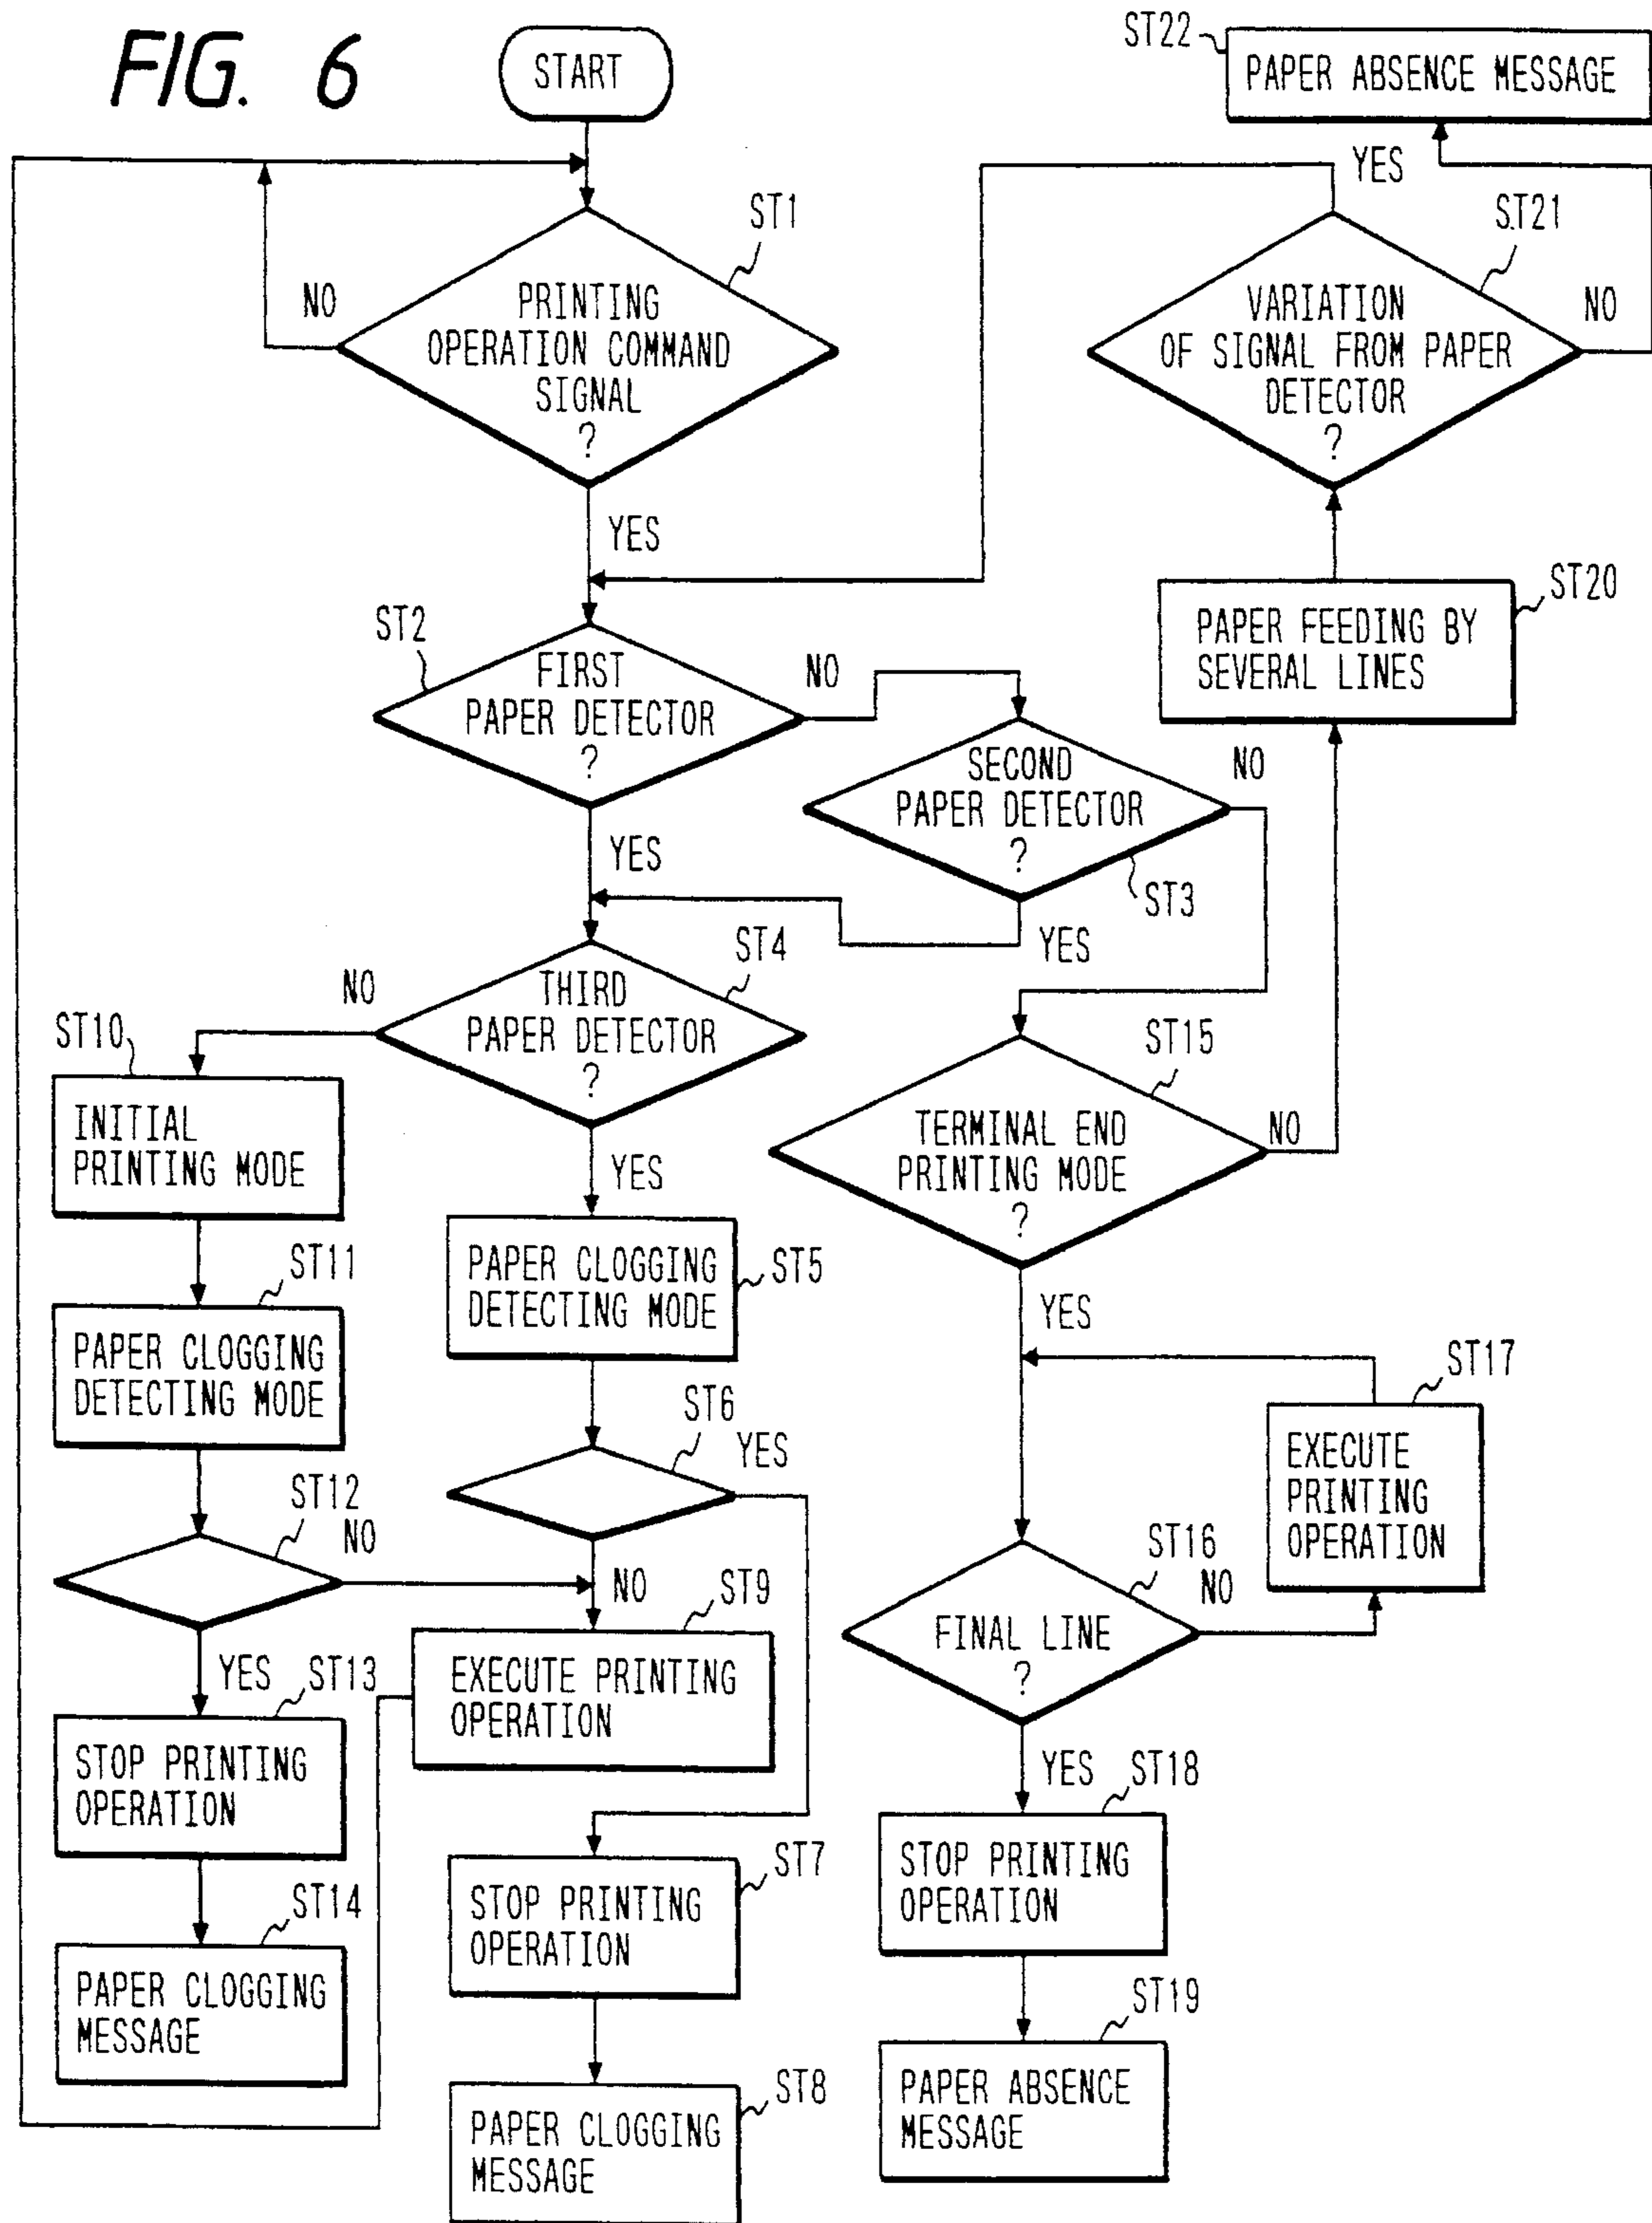 FIG. 6
START
ST22
PAPER ABSENCE MESSAGE
YES
ST1
ST21
NO
PRINTING
OPERATION COMMAND
SIGNAL
?
VARIATION
OF SIGNAL FROM PAPER
DETECTOR
?
NO
YES
ST2
FIRST
PAPER DETECTOR
?
NO
ST20
PAPER FEEDING BY
SEVERAL LINES
SECOND
PAPER DETECTOR
?
NO
YES
ST3
YES
ST4
NO
THIRD
PAPER DETECTOR
?
ST10
INITIAL
PRINTING MODE
YES
ST15
TERMINAL END
PRINTING MODE
?
NO
ST11
PAPER CLOGGING
DETECTING MODE
PAPER CLOGGING
DETECTING MODE
ST5
YES
ST6
YES
ST17
EXECUTE
PRINTING
OPERATION
ST12
NO
NO
ST9
ST16
NO
FINAL LINE
?
YES
ST13
EXECUTE PRINTING
OPERATION
STOP PRINTING
OPERATION
YES
ST18
ST14
PAPER CLOGGING
MESSAGE
ST7
STOP PRINTING
OPERATION
STOP PRINTING
OPERATION
ST8
PAPER CLOGGING
MESSAGE
ST19
PAPER ABSENCE
MESSAGE